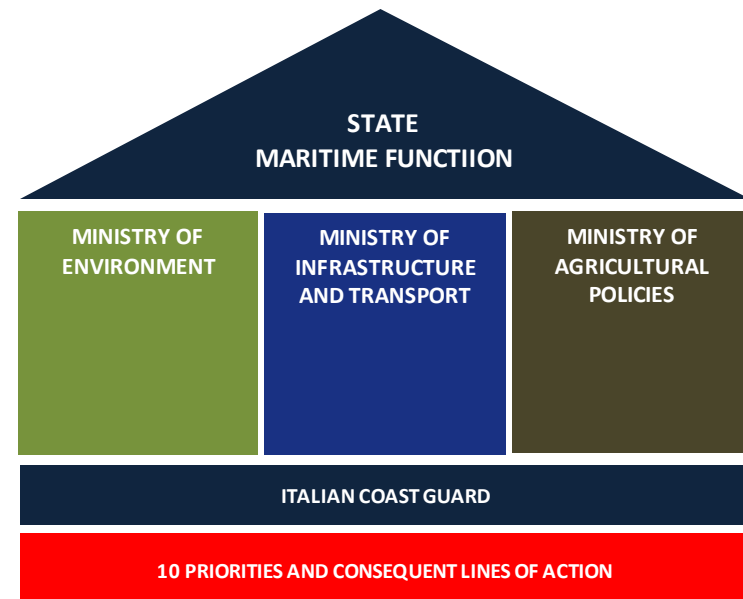 STATE
MARITIME FUNCTIION
MINISTRY OF
ENVIRONMENT
MINISTRY OF
INFRASTRUCTURE
AND TRANSPORT
MINISTRY OF
AGRICULTURAL
POLICIES
ITALIAN COAST GUARD
10 PRIORITIES AND CONSEQUENT LINES OF ACTION